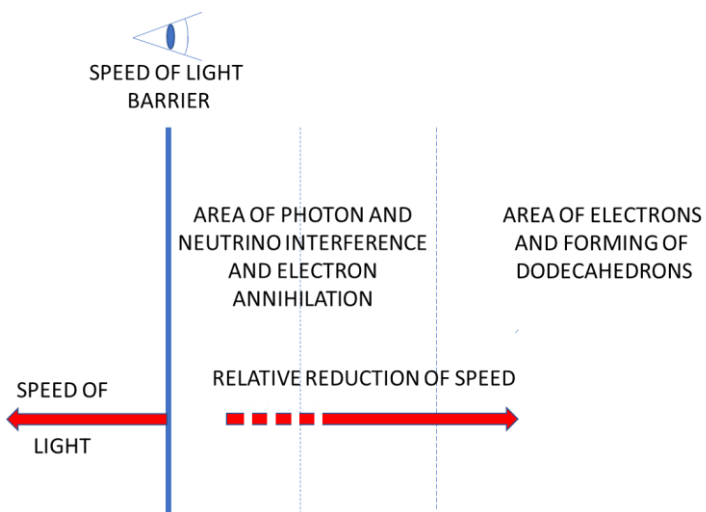 SPEED OF LIGHT
BARRIER
AREA OF PHOTON AND
NEUTRINO INTERFERENCE
AND ELECTRON
ANNIHILATION
AREA OF ELECTRONS
AND FORMING OF
DODECAHEDRONS
RELATIVE REDUCTION OF SPEED
SPEED OF
LIGHT